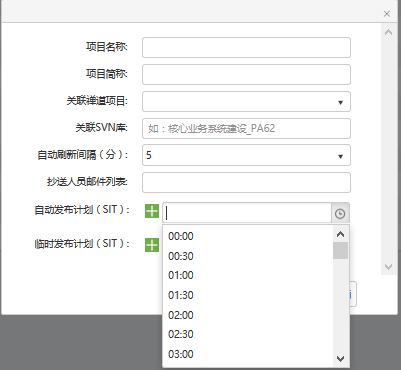 项目名称:
项目简称:
关联禅道项目:
关联SVN库: 如：核心业务系统建设_PA62
自动刷新间隔（分）: 5
抄送人员邮件列表:
自动发布计划（SIT）:
临时发布计划（SIT）:
00:00
00:30
01:00
01:30
02:00
02:30
03:00